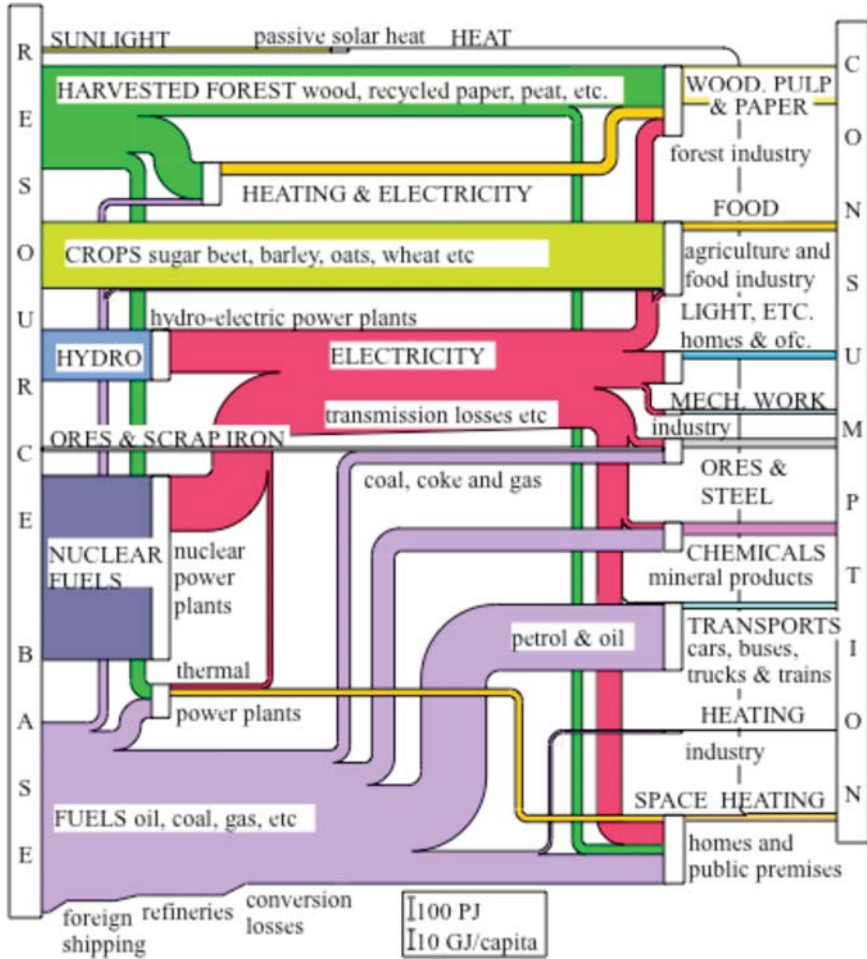 RESOURCE BASE
CONSUMPTION
SUNLIGHT
passive solar heat
HEAT
HARVESTED FOREST wood, recycled paper, peat, etc.
WOOD. PULP
& PAPER
forest industry
HEATING & ELECTRICITY
FOOD
CROPS sugar beet, barley, oats, wheat etc
agriculture and
food industry
hydro-electric power plants
LIGHT, ETC.
homes & ofc.
HYDRO
ELECTRICITY
MECH. WORK
industry
transmission losses etc
ORES & SCRAP IRON
coal, coke and gas
ORES &
STEEL
NUCLEAR
FUELS
nuclear
power
plants
CHEMICALS
mineral products
petrol & oil
TRANSPORTS
cars, buses,
trucks & trains
thermal
power plants
HEATING
industry
SPACE HEATING
FUELS oil, coal, gas, etc
homes and
public premises
foreign
shipping
refineries
conversion
losses
100 PJ
10 GJ/capita